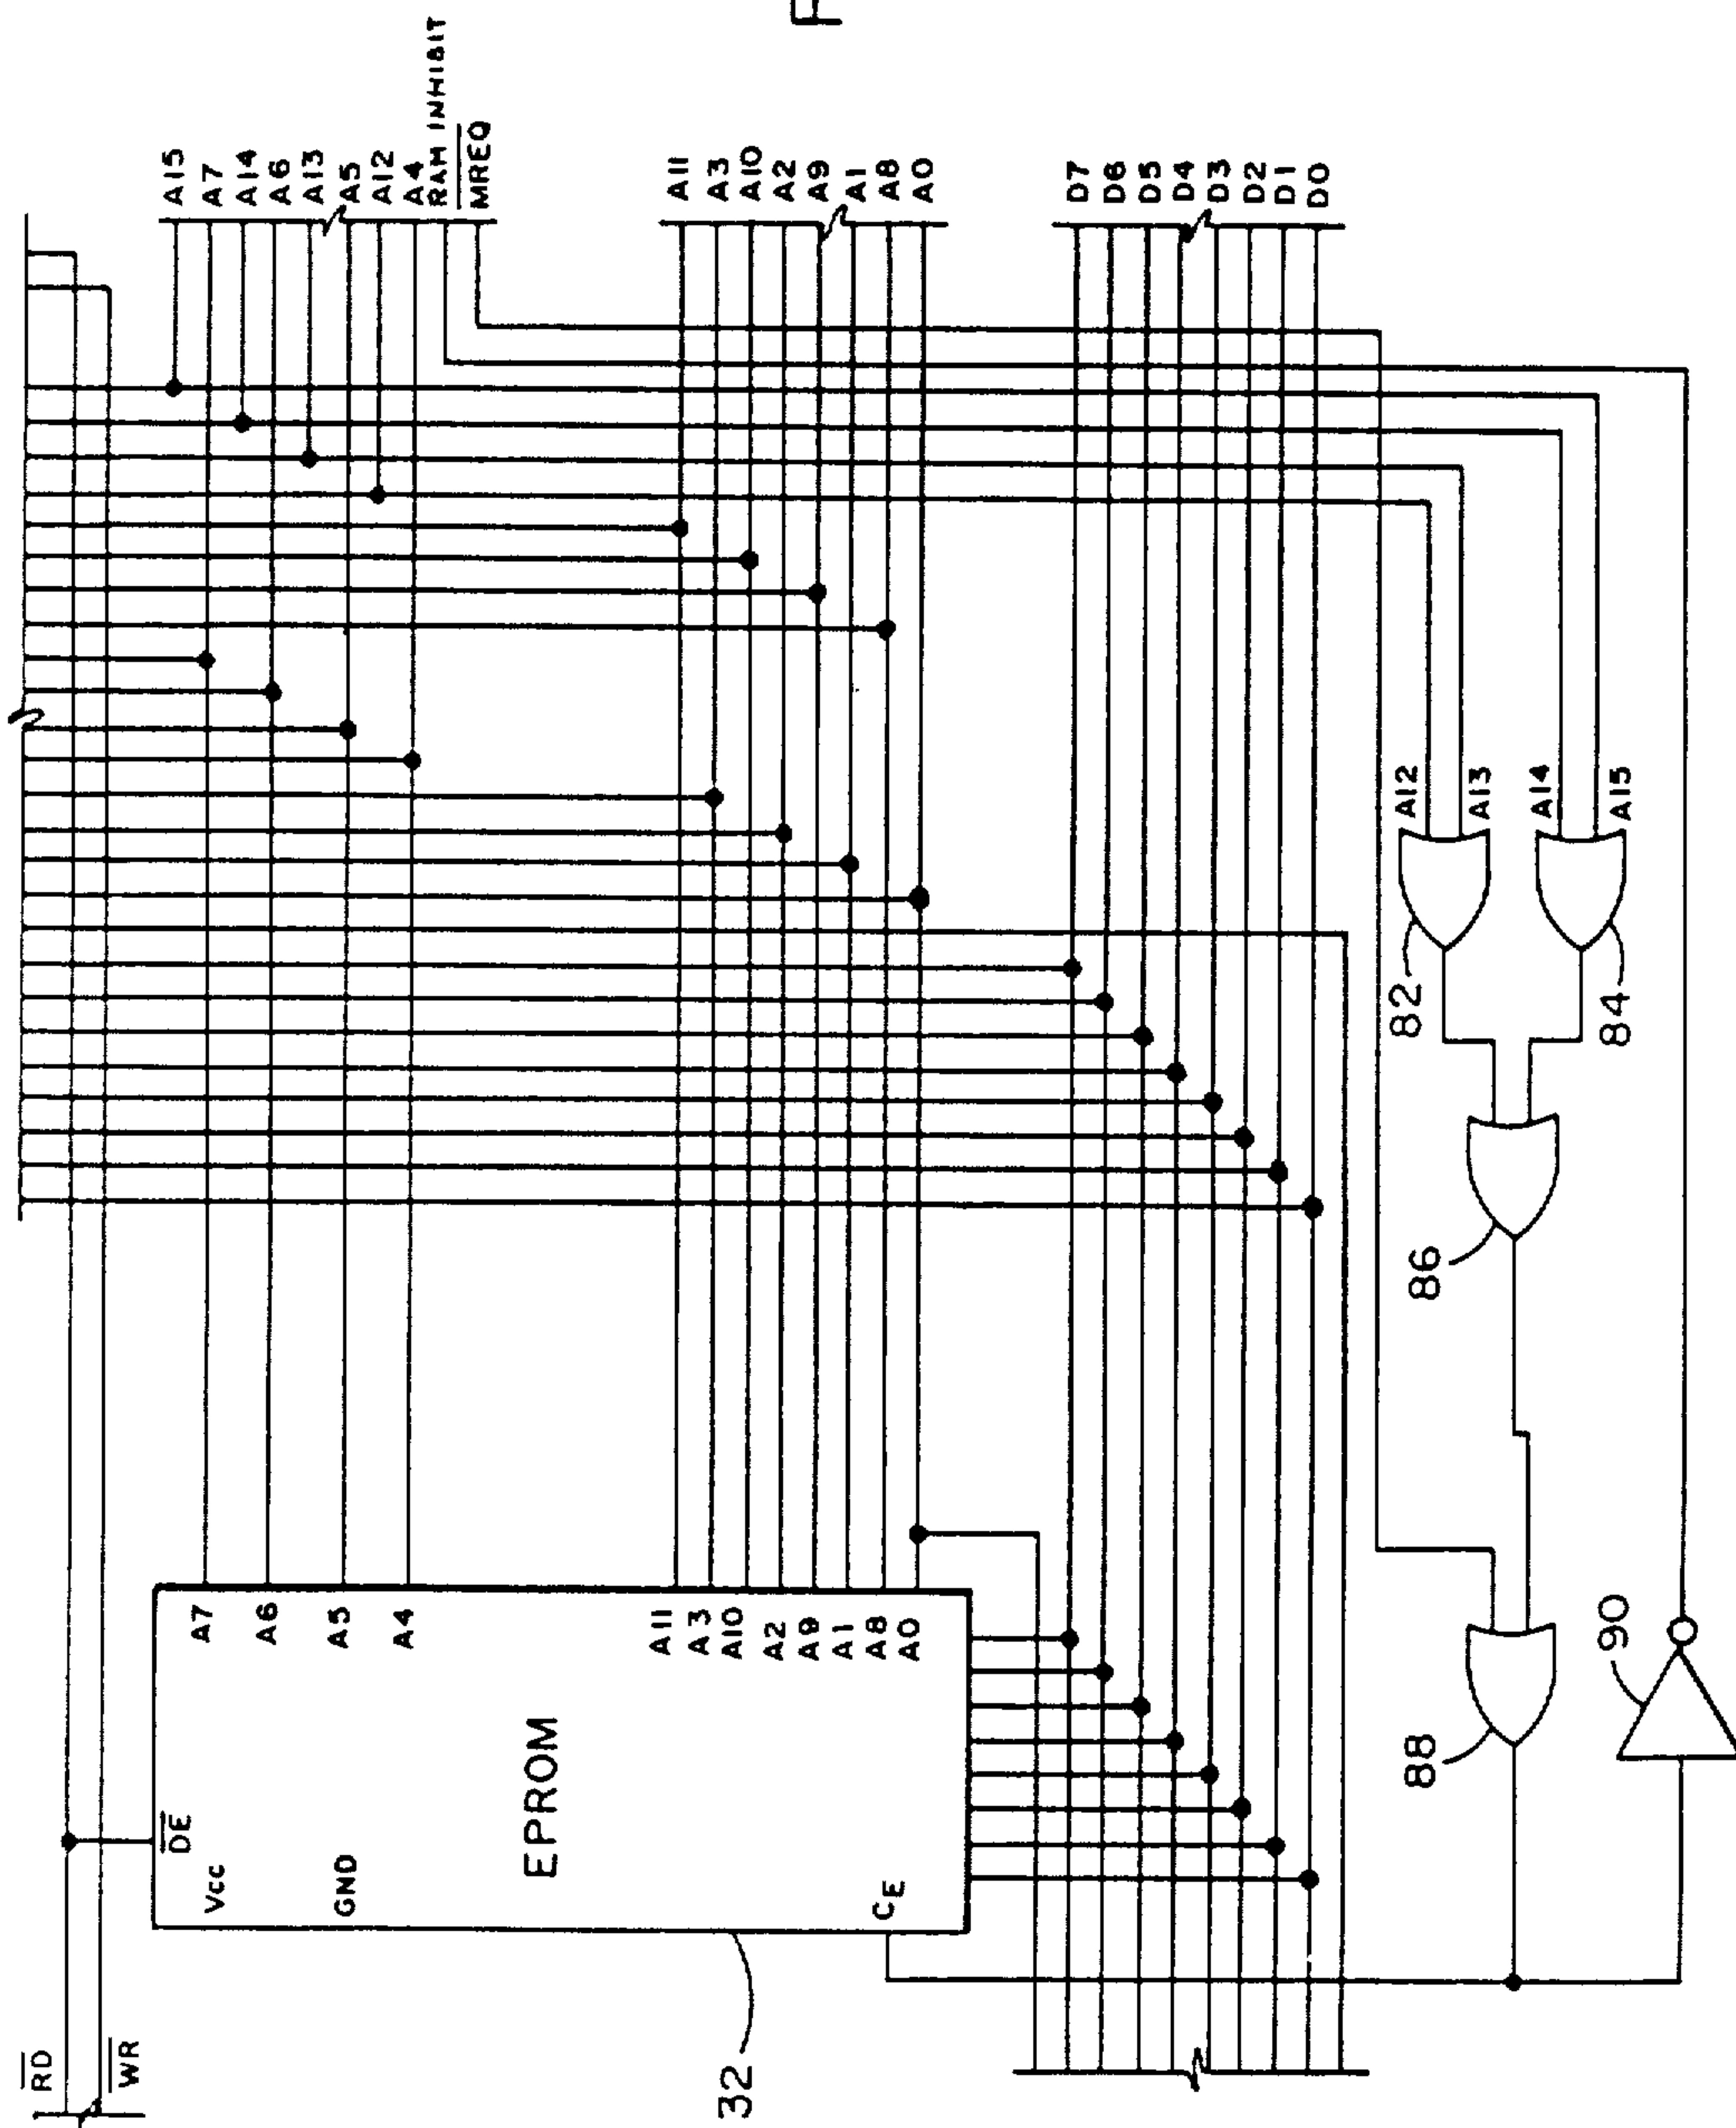 RD
WR
A15
A7
A14
A6
A13
A5
A12
A4
RAM INHIBIT
MREQ
A11
A3
A10
A2
A9
A1
A8
A0
D7
D6
D5
D4
D3
D2
D1
D0
DE
Vcc
GND
EPROM
CE
A7
A6
A5
A4
A11
A3
A10
A2
A9
A1
A8
A0
32
A12
A13
A14
A15
82
84
86
88
90